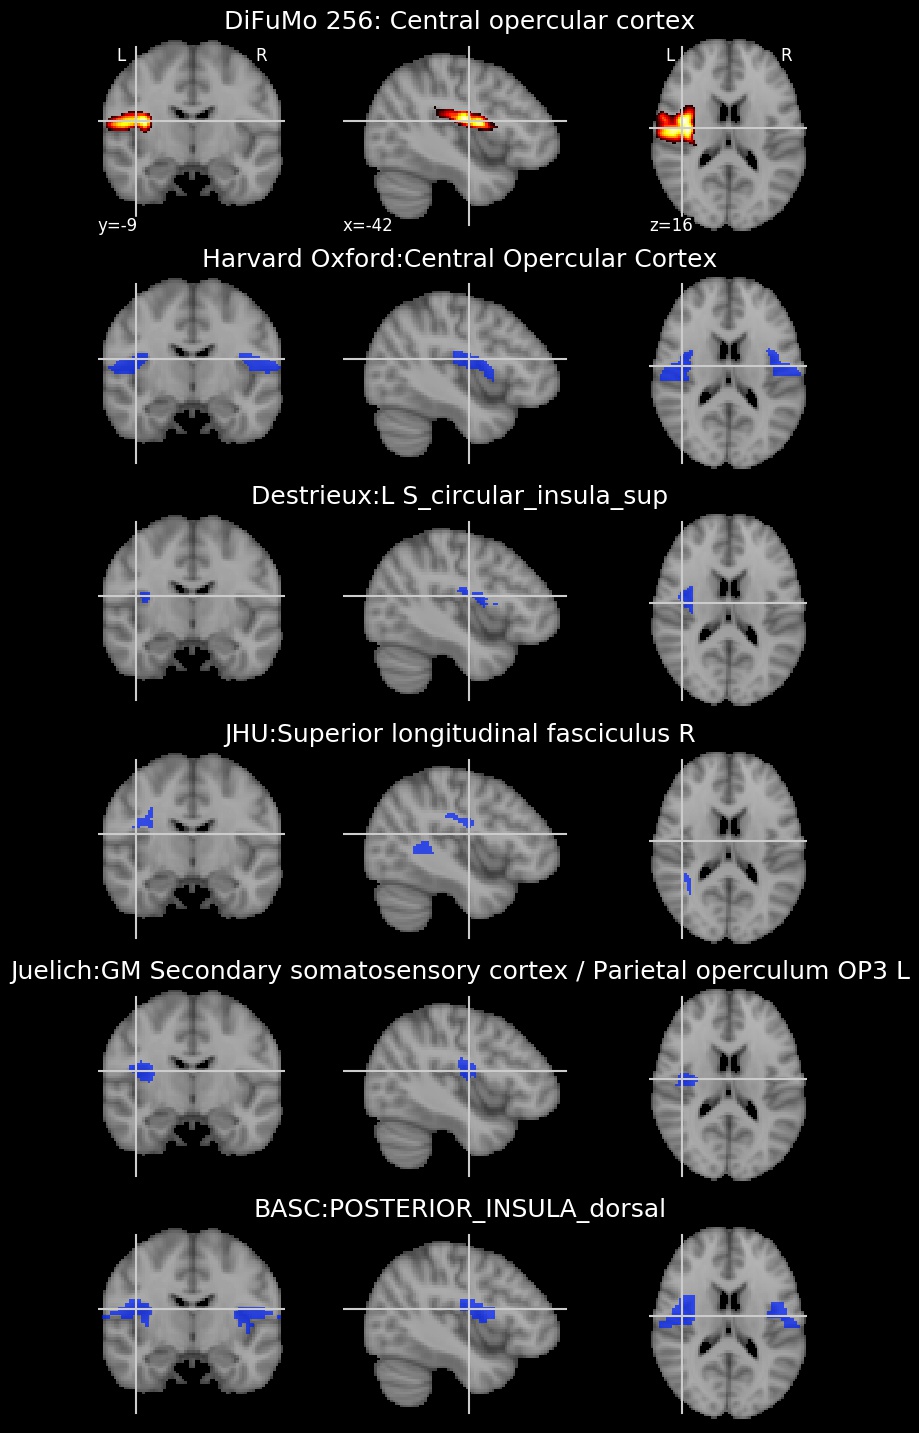 DiFuMo 256: Central opercular cortex
L R L R
y=-9 x=-42 z=16
Harvard Oxford:Central Opercular Cortex
Destrieux:L S_circular_insula_sup
JHU:Superior longitudinal fasciculus R
Juelich:GM Secondary somatosensory cortex / Parietal operculum OP3 L
BASC:POSTERIOR_INSULA_dorsal